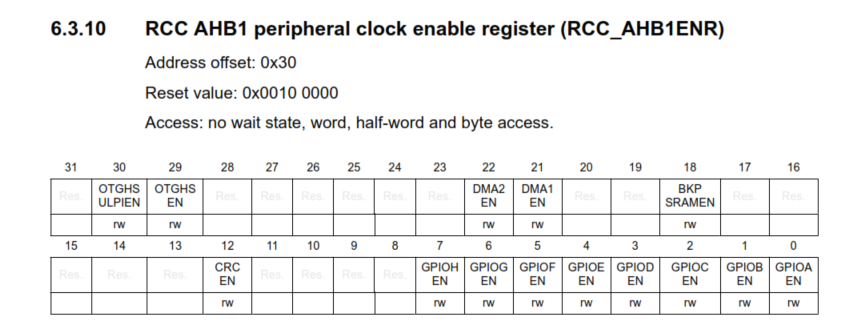 6.3.10 RCC AHB1 peripheral clock enable register (RCC_AHB1ENR)
Address offset: 0x30
Reset value: 0x0010 0000
Access: no wait state, word, half-word and byte access.
31 30 29 28 27 26 25 24 23 22 21 20 19 18 17 16
Res. OTGHS ULPIEN OTGHS EN Res. Res. Res. Res. Res. Res. DMA2 EN DMA1 EN Res. Res. BKP SRAMEN Res. Res.
rw rw rw rw rw
15 14 13 12 11 10 9 8 7 6 5 4 3 2 1 0
Res. Res. Res. CRC EN Res. Res. Res. Res. GPIOH EN GPIOG EN GPIOF EN GPIOE EN GPIOD EN GPIOC EN GPIOB EN GPIOA EN
rw rw rw rw rw rw rw rw rw